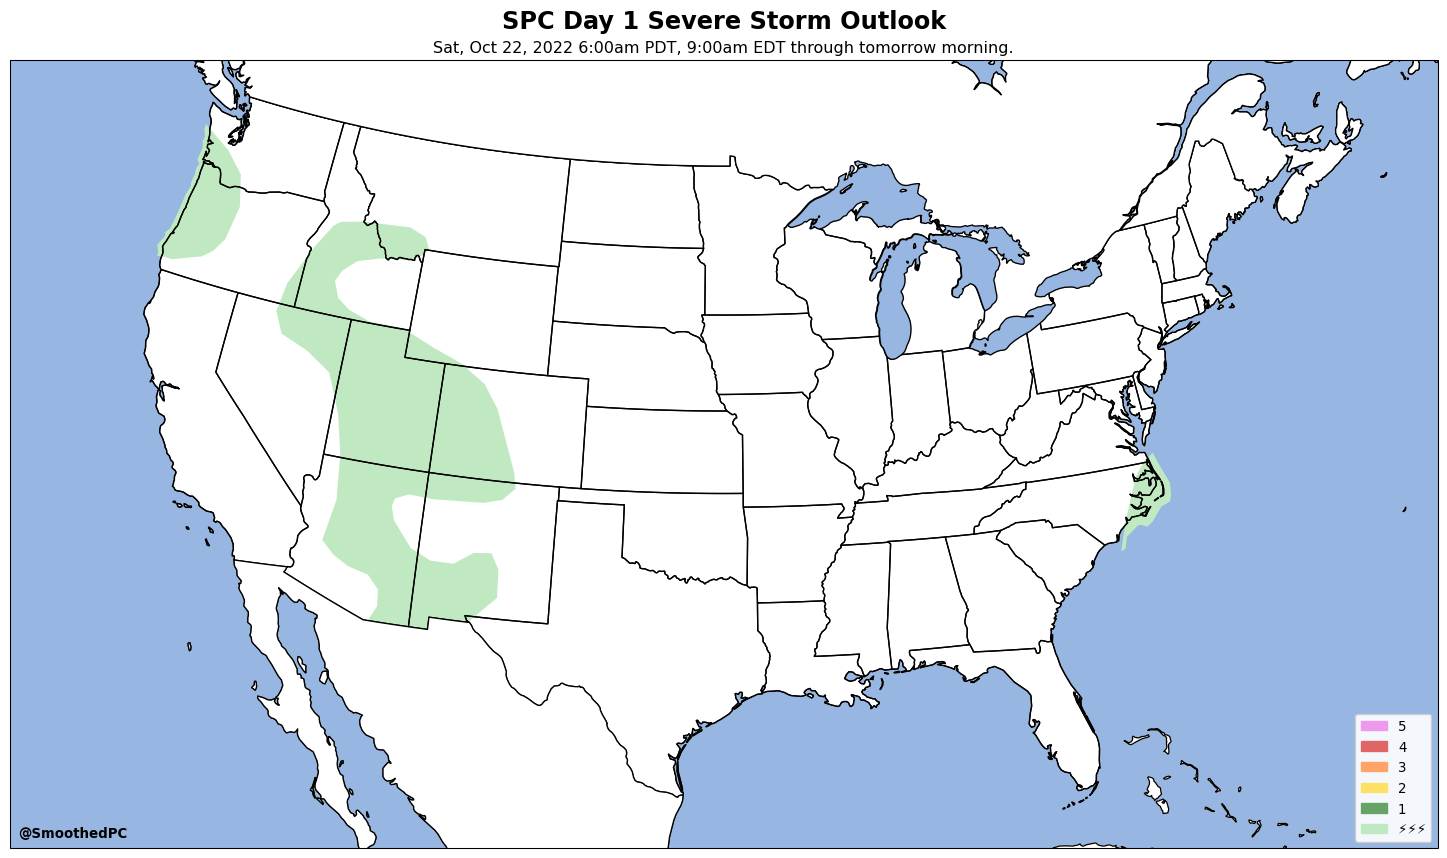 SPC Day 1 Severe Storm Outlook
Sat, Oct 22, 2022 6:00am PDT, 9:00am EDT through tomorrow morning.
5
4
3
2
1
⚡⚡⚡
@SmoothedPC